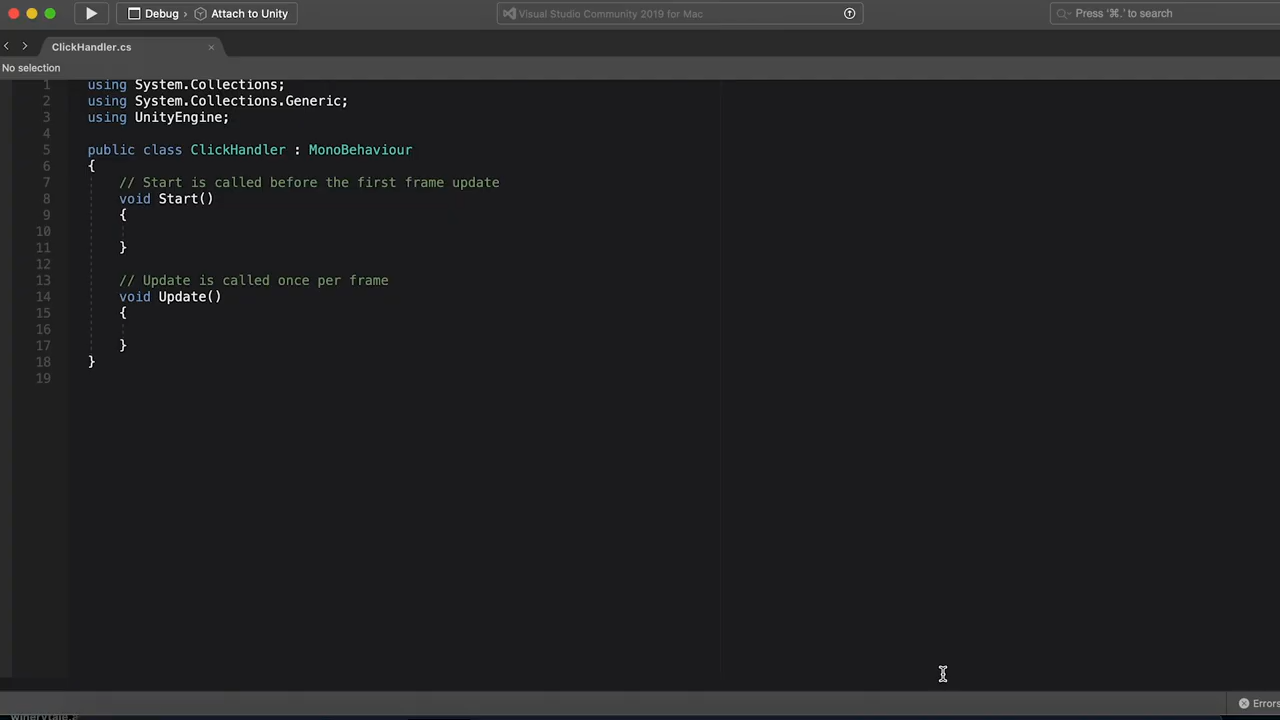 Debug › Attach to Unity
Visual Studio Community 2019 for Mac
Press '⌘.' to search
ClickHandler.cs
No selection
1 using System.Collections;
2 using System.Collections.Generic;
3 using UnityEngine;
4
5 public class ClickHandler : MonoBehaviour
6 {
7 // Start is called before the first frame update
8 void Start()
9 {
10
11 }
12
13 // Update is called once per frame
14 void Update()
15 {
16
17 }
18 }
19
Errors